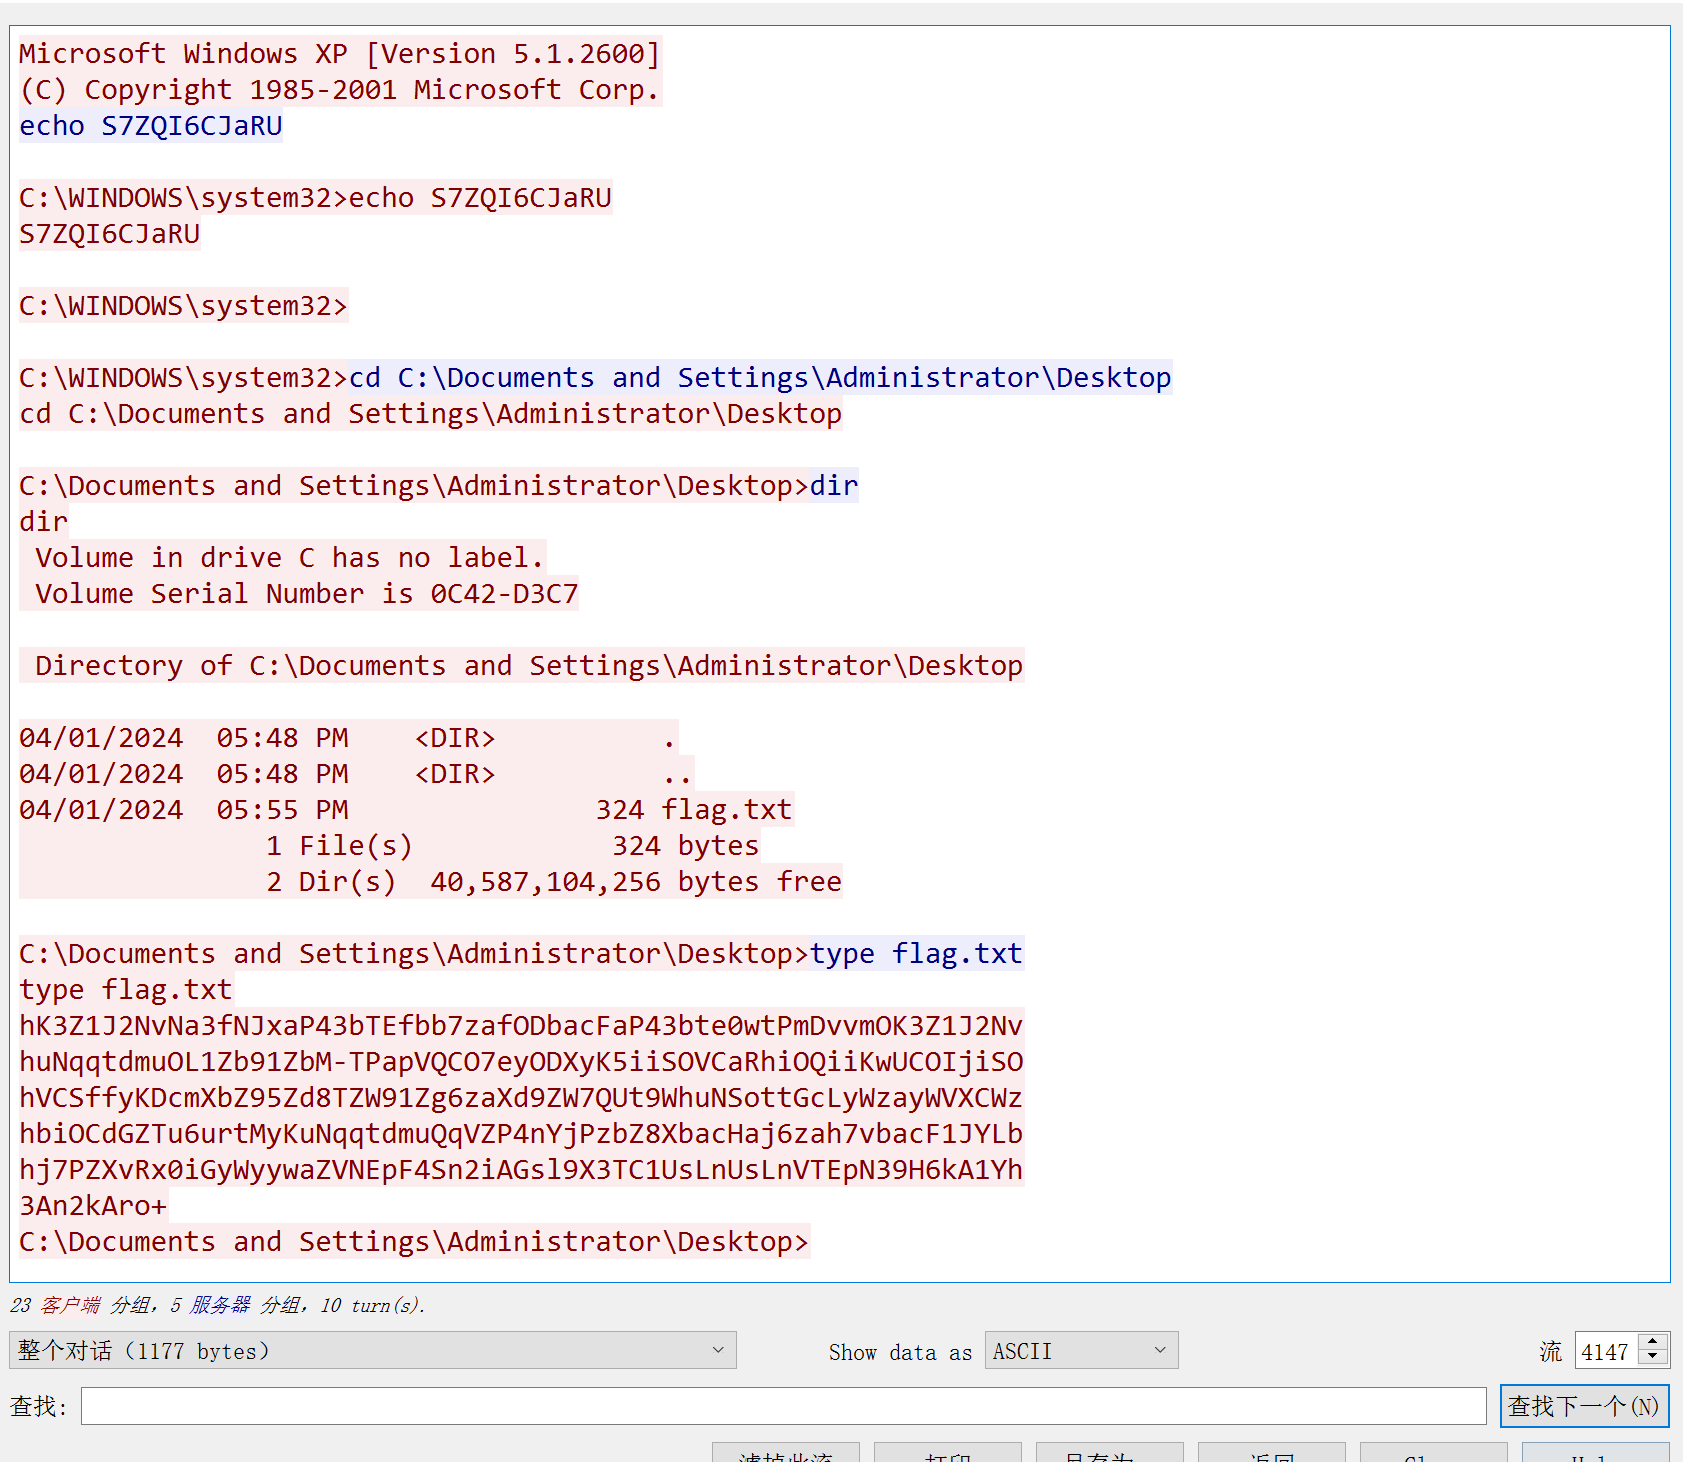 Microsoft Windows XP [Version 5.1.2600]
(C) Copyright 1985-2001 Microsoft Corp.
echo S7ZQI6CJaRU
C:\WINDOWS\system32>echo S7ZQI6CJaRU
S7ZQI6CJaRU
C:\WINDOWS\system32>
C:\WINDOWS\system32>cd C:\Documents and Settings\Administrator\Desktop
cd C:\Documents and Settings\Administrator\Desktop
C:\Documents and Settings\Administrator\Desktop>dir
dir
Volume in drive C has no label.
Volume Serial Number is 0C42-D3C7
Directory of C:\Documents and Settings\Administrator\Desktop
04/01/2024  05:48 PM    <DIR>          .
04/01/2024  05:48 PM    <DIR>          ..
04/01/2024  05:55 PM               324 flag.txt
1 File(s)            324 bytes
2 Dir(s)  40,587,104,256 bytes free
C:\Documents and Settings\Administrator\Desktop>type flag.txt
type flag.txt
hK3Z1J2NvNa3fNJxaP43bTEfbb7zafODbacFaP43bte0wtPmDvvmOK3Z1J2Nv
huNqqtdmuOL1Zb91ZbM-TPapVQCO7eyODXyK5iiSOVCaRhiOQiiKwUCOIjiSO
hVCSffyKDcmXbZ95Zd8TZW91Zg6zaXd9ZW7QUt9WhuNSottGcLyWzayWVXCWz
hbiOCdGZTu6urtMyKuNqqtdmuQqVZP4nYjPzbZ8XbacHaj6zah7vbacF1JYLb
hj7PZXvRx0iGyWyywaZVNEpF4Sn2iAGsl9X3TC1UsLnUsLnVTEpN39H6kA1Yh
3An2kAro+
C:\Documents and Settings\Administrator\Desktop>
23 客户端 分组，5 服务器 分组，10 turn(s).
整个对话（1177 bytes） Show data as ASCII 流 4147
查找: 查找下一个(N)